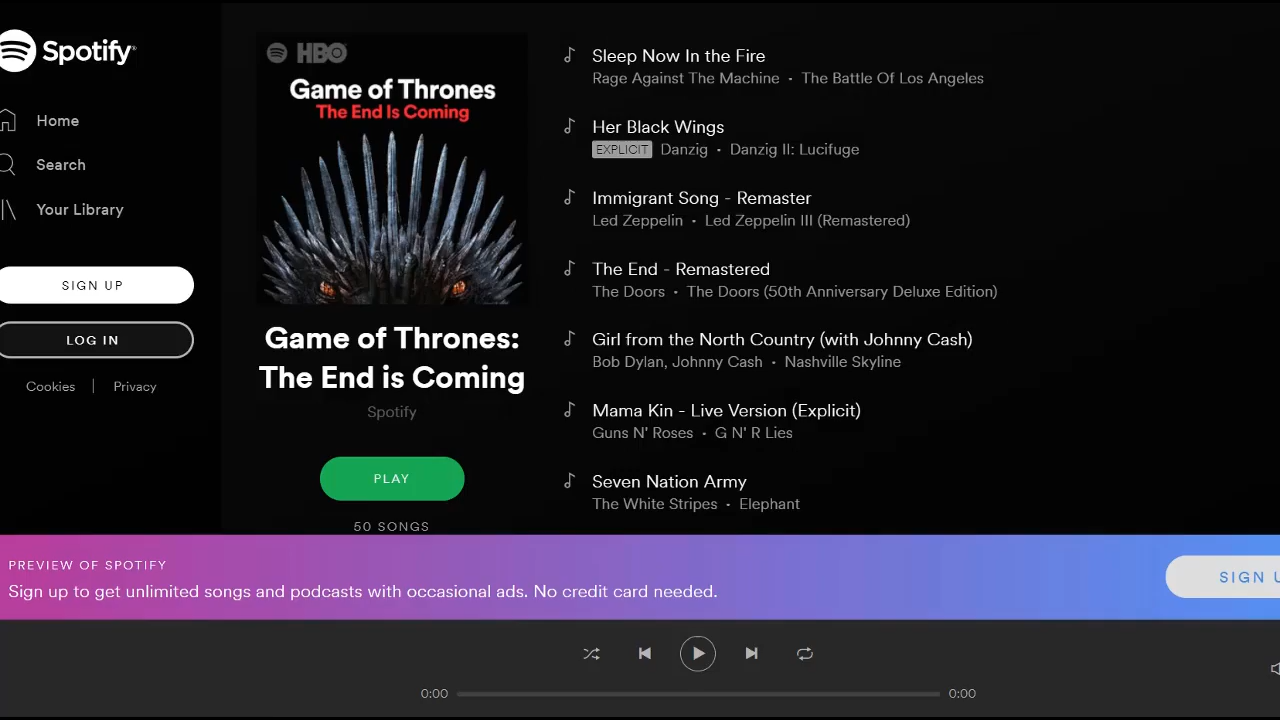 Spotify®
Home
Search
Your Library
SIGN UP
LOG IN
Cookies | Privacy
HBO
Game of Thrones
The End Is Coming
Game of Thrones:
The End is Coming
Spotify
PLAY
50 SONGS
Sleep Now In the Fire
Rage Against The Machine • The Battle Of Los Angeles
Her Black Wings
EXPLICIT Danzig • Danzig II: Lucifuge
Immigrant Song - Remaster
Led Zeppelin • Led Zeppelin III (Remastered)
The End - Remastered
The Doors • The Doors (50th Anniversary Deluxe Edition)
Girl from the North Country (with Johnny Cash)
Bob Dylan, Johnny Cash • Nashville Skyline
Mama Kin - Live Version (Explicit)
Guns N' Roses • G N' R Lies
Seven Nation Army
The White Stripes • Elephant
PREVIEW OF SPOTIFY
Sign up to get unlimited songs and podcasts with occasional ads. No credit card needed.
SIGN U
0:00
0:00